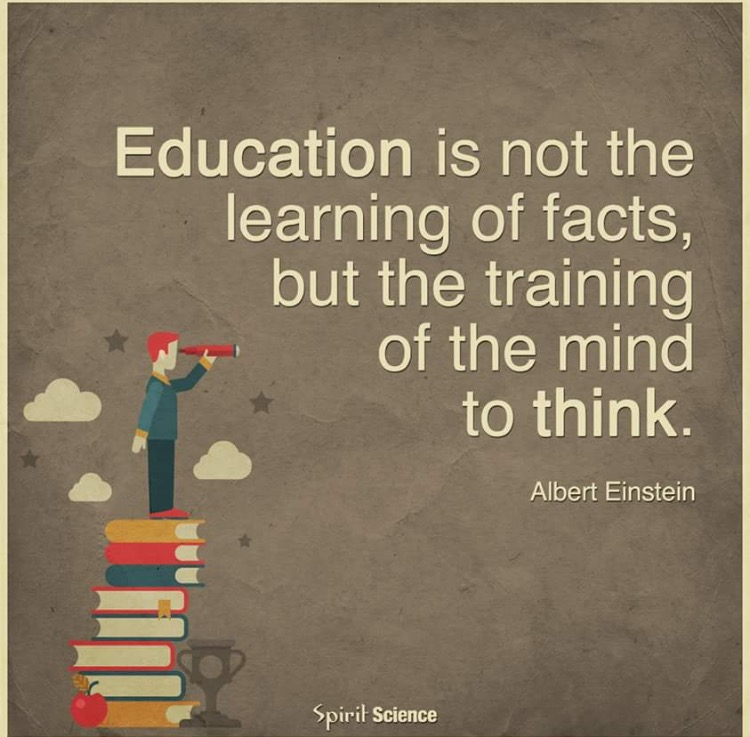 Education is not the
learning of facts,
but the training
of the mind
to think.
Albert Einstein
Spirit Science